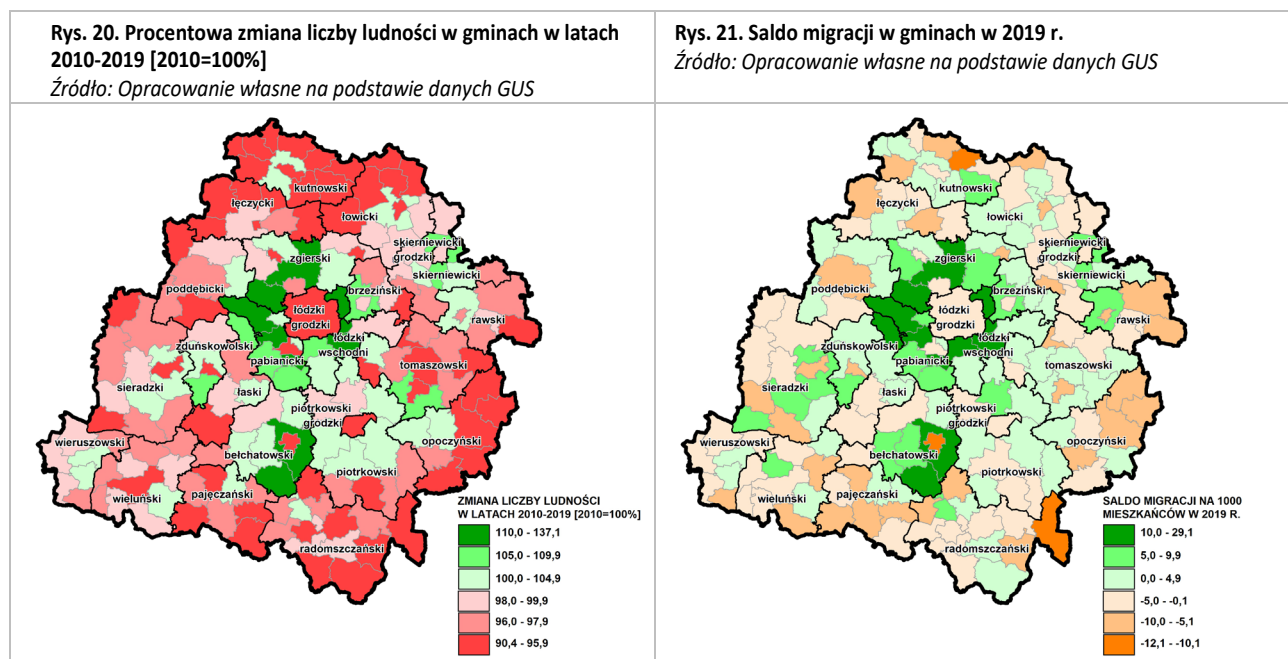 Rys. 20. Procentowa zmiana liczby ludności w gminach w latach
2010-2019 [2010=100%]
Źródło: Opracowanie własne na podstawie danych GUS
kutnowski
łęczycki
łowicki
skierniewicki
grodzki
zgierski
skierniewicki
poddębicki
brzeziński
łódzki
grodzki
rawski
łódzki
wschodni
zduńskowolski
pabianicki
tomaszowski
sieradzki
łaski
piotrkowski
grodzki
wieruszowski
opoczyński
bełchatowski
piotrkowski
wieluński
pajęczański
radomszczański
ZMIANA LICZBY LUDNOŚCI
W LATACH 2010-2019 [2010=100%]
110,0 - 137,1
105,0 - 109,9
100,0 - 104,9
98,0 - 99,9
96,0 - 97,9
90,4 - 95,9
Rys. 21. Saldo migracji w gminach w 2019 r.
Źródło: Opracowanie własne na podstawie danych GUS
kutnowski
łęczycki
łowicki
skierniewicki
grodzki
zgierski
skierniewicki
poddębicki
brzeziński
łódzki
grodzki
rawski
łódzki
wschodni
zduńskowolski
pabianicki
tomaszowski
sieradzki
łaski
piotrkowski
grodzki
wieruszowski
opoczyński
bełchatowski
piotrkowski
wieluński
pajęczański
radomszczański
SALDO MIGRACJI NA 1000
MIESZKAŃCÓW W 2019 R.
10,0 - 29,1
5,0 - 9,9
0,0 - 4,9
-5,0 - -0,1
-10,0 - -5,1
-12,1 - -10,1